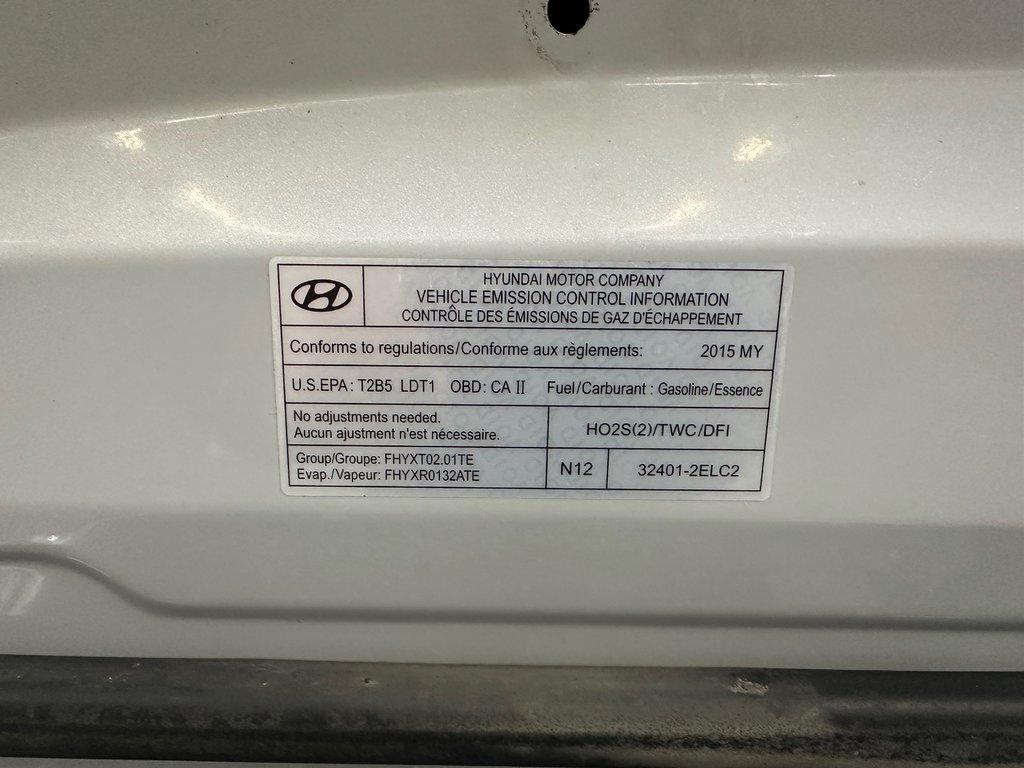 HYUNDAI MOTOR COMPANY
VEHICLE EMISSION CONTROL INFORMATION
CONTRÔLE DES ÉMISSIONS DE GAZ D'ÉCHAPPEMENT
Conforms to regulations/Conforme aux règlements: 2015 MY
U.S.EPA : T2B5 LDT1 OBD: CA II Fuel/Carburant : Gasoline/Essence
No adjustments needed.
Aucun ajustment n'est nécessaire.
HO2S(2)/TWC/DFI
Group/Groupe: FHYXT02.01TE
Evap./Vapeur: FHYXR0132ATE
N12
32401-2ELC2